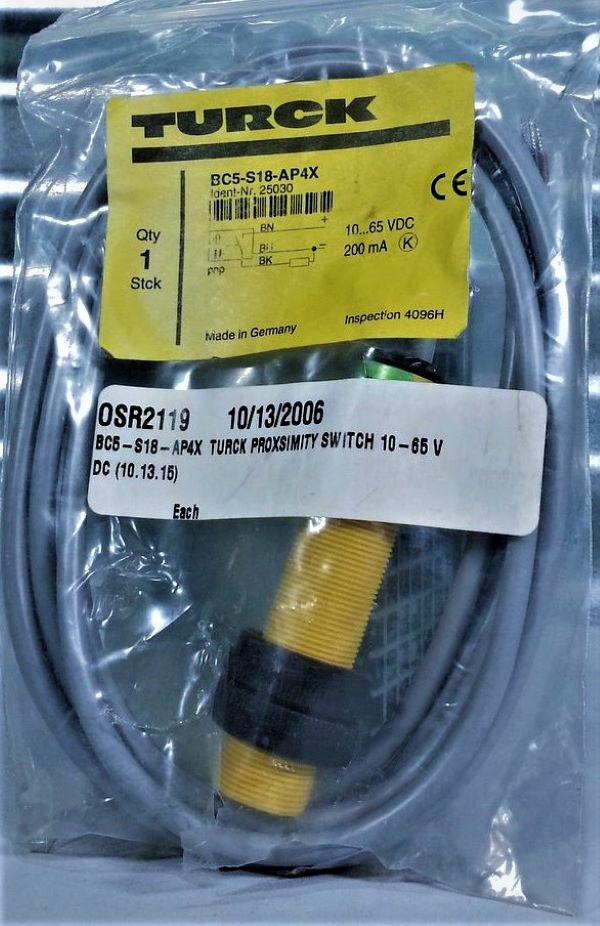 TURCK
BC5-S18-AP4X
Ident-Nr. 25030
CE
Qty
1
Stck
BN
+
BU
BK
pnp
10...65 VDC
200 mA K
Made in Germany
Inspection 4096H
OSR2119 10/13/2006
BC5-S18-AP4X TURCK PROXSIMITY SWITCH 10-65 V
DC (10.13.15)
Each